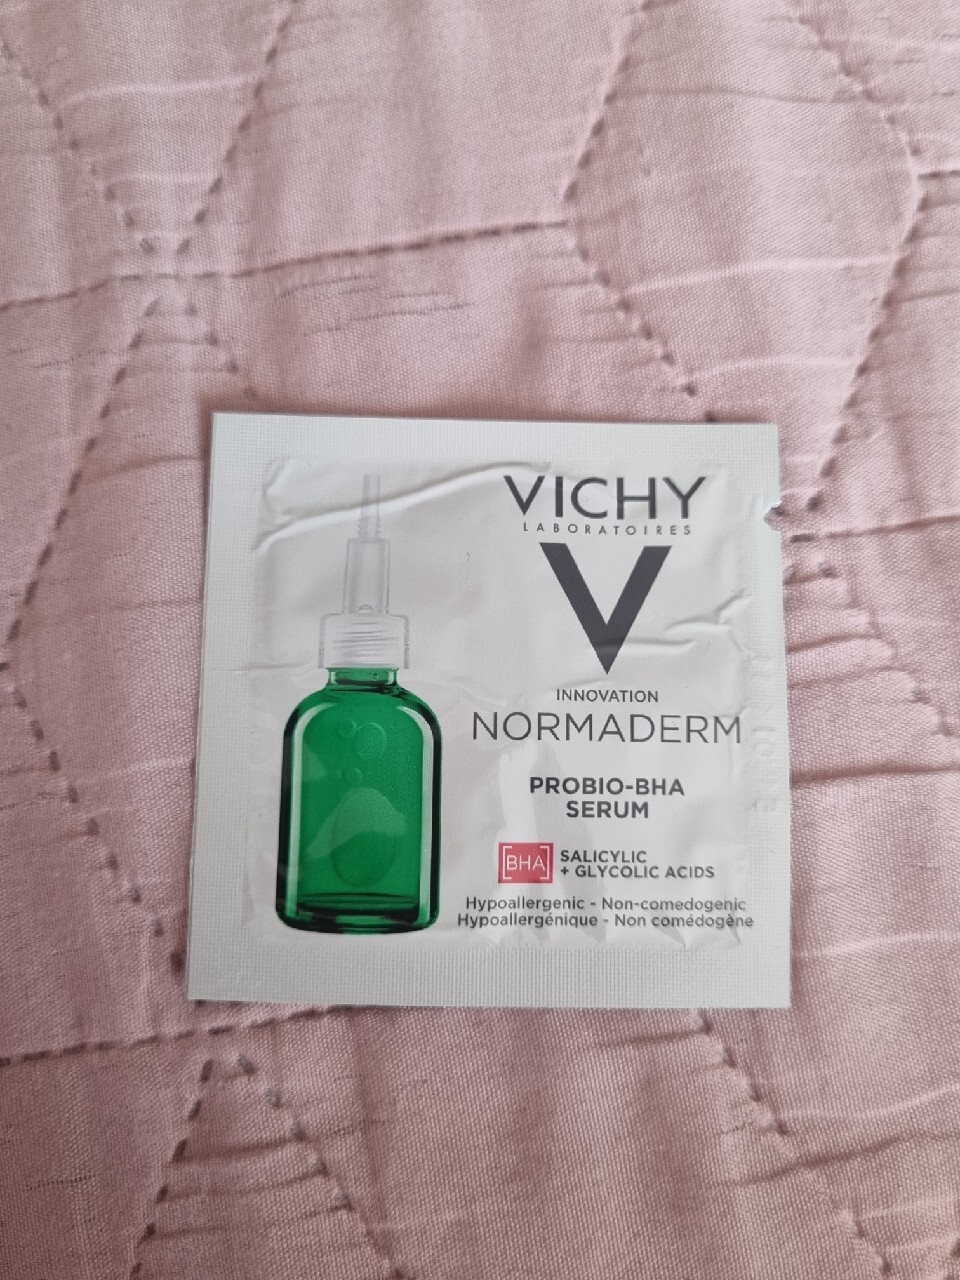 VICHY
LABORATOIRES
V
INNOVATION
NORMADERM
PROBIO-BHA
SERUM
[BHA] SALICYLIC
+ GLYCOLIC ACIDS
Hypoallergenic - Non-comedogenic
Hypoallergénique - Non comédogène